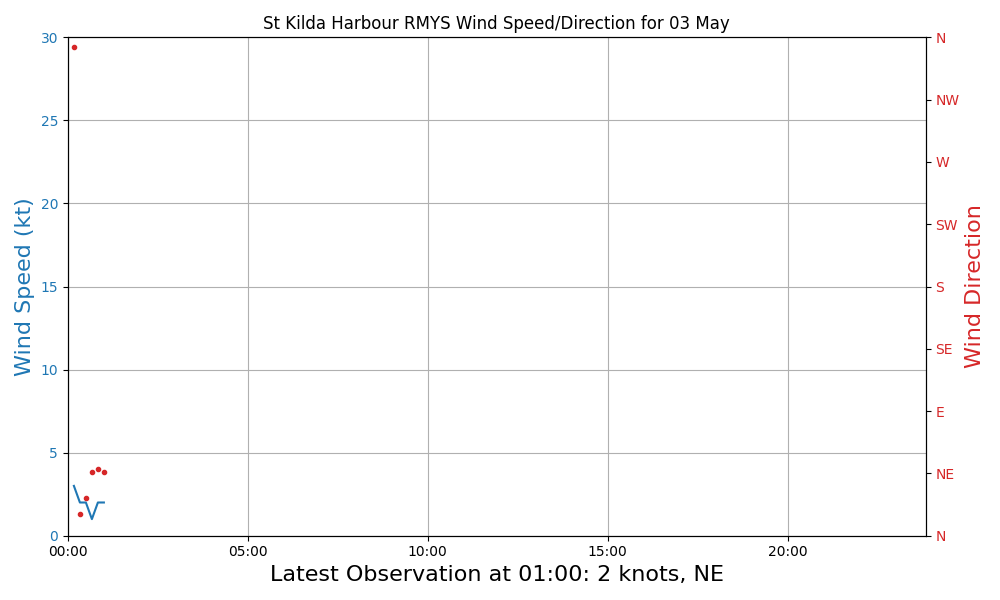 St Kilda Harbour RMYS Wind Speed/Direction for 03 May
30
25
20
15
10
5
0
Wind Speed (kt)
N
NW
W
SW
S
SE
E
NE
N
Wind Direction
00:00 05:00 10:00 15:00 20:00
Latest Observation at 01:00: 2 knots, NE